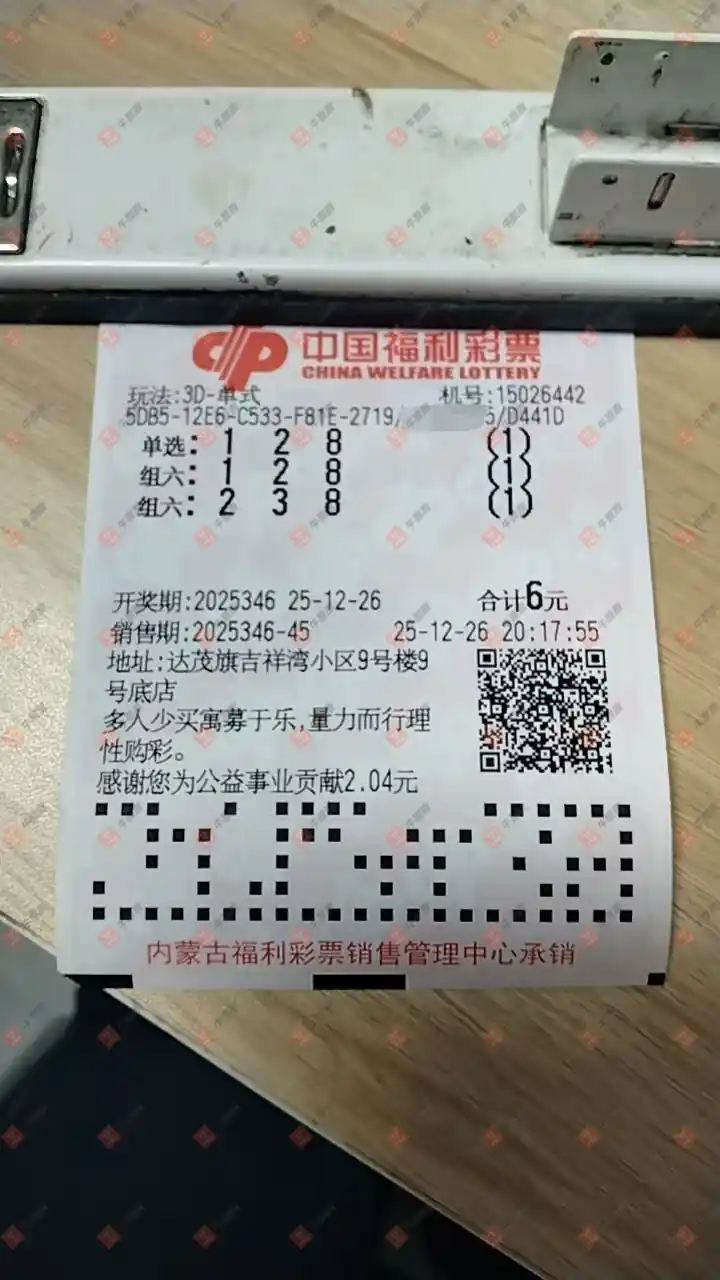 中国福利彩票
CHINA WELFARE LOTTERY
玩法:3D-单式 机号:15026442
5DB5-12E6-C533-F81E-2719/ 5/D441D
单选: 1 2 8 (1)
组六: 1 2 8 (1)
组六: 2 3 8 (1)
开奖期:2025346 25-12-26 合计6元
销售期:2025346-45 25-12-26 20:17:55
地址:达茂旗吉祥湾小区9号楼9
号底店
多人少买寓募于乐,量力而行理
性购彩。
感谢您为公益事业贡献2.04元
内蒙古福利彩票销售管理中心承销